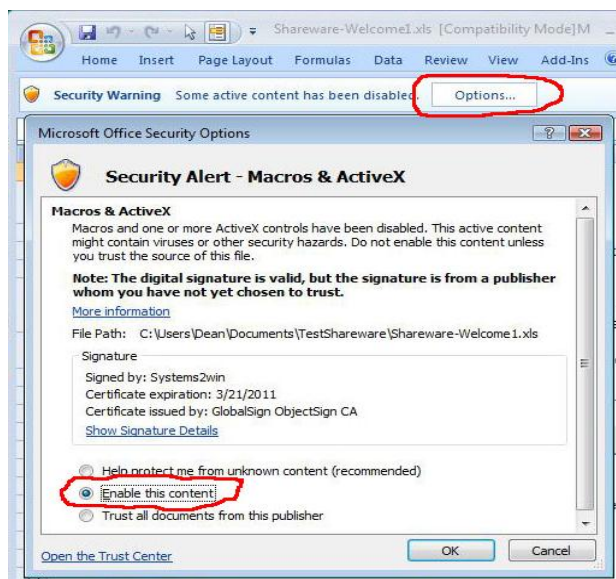 Shareware-Welcome1.xls [Compatibility Mode]M
Home Insert Page Layout Formulas Data Review View Add-Ins
Security Warning Some active content has been disabled. Options...
Microsoft Office Security Options
Security Alert - Macros & ActiveX
Macros & ActiveX
Macros and one or more ActiveX controls have been disabled. This active content
might contain viruses or other security hazards. Do not enable this content unless
you trust the source of this file.
Note: The digital signature is valid, but the signature is from a publisher
whom you have not yet chosen to trust.
More information
File Path: C:\Users\Dean\Documents\TestShareware\Shareware-Welcome1.xls
Signature
Signed by: Systems2win
Certificate expiration: 3/21/2011
Certificate issued by: GlobalSign ObjectSign CA
Show Signature Details
Help protect me from unknown content (recommended)
Enable this content
Trust all documents from this publisher
Open the Trust Center
OK Cancel